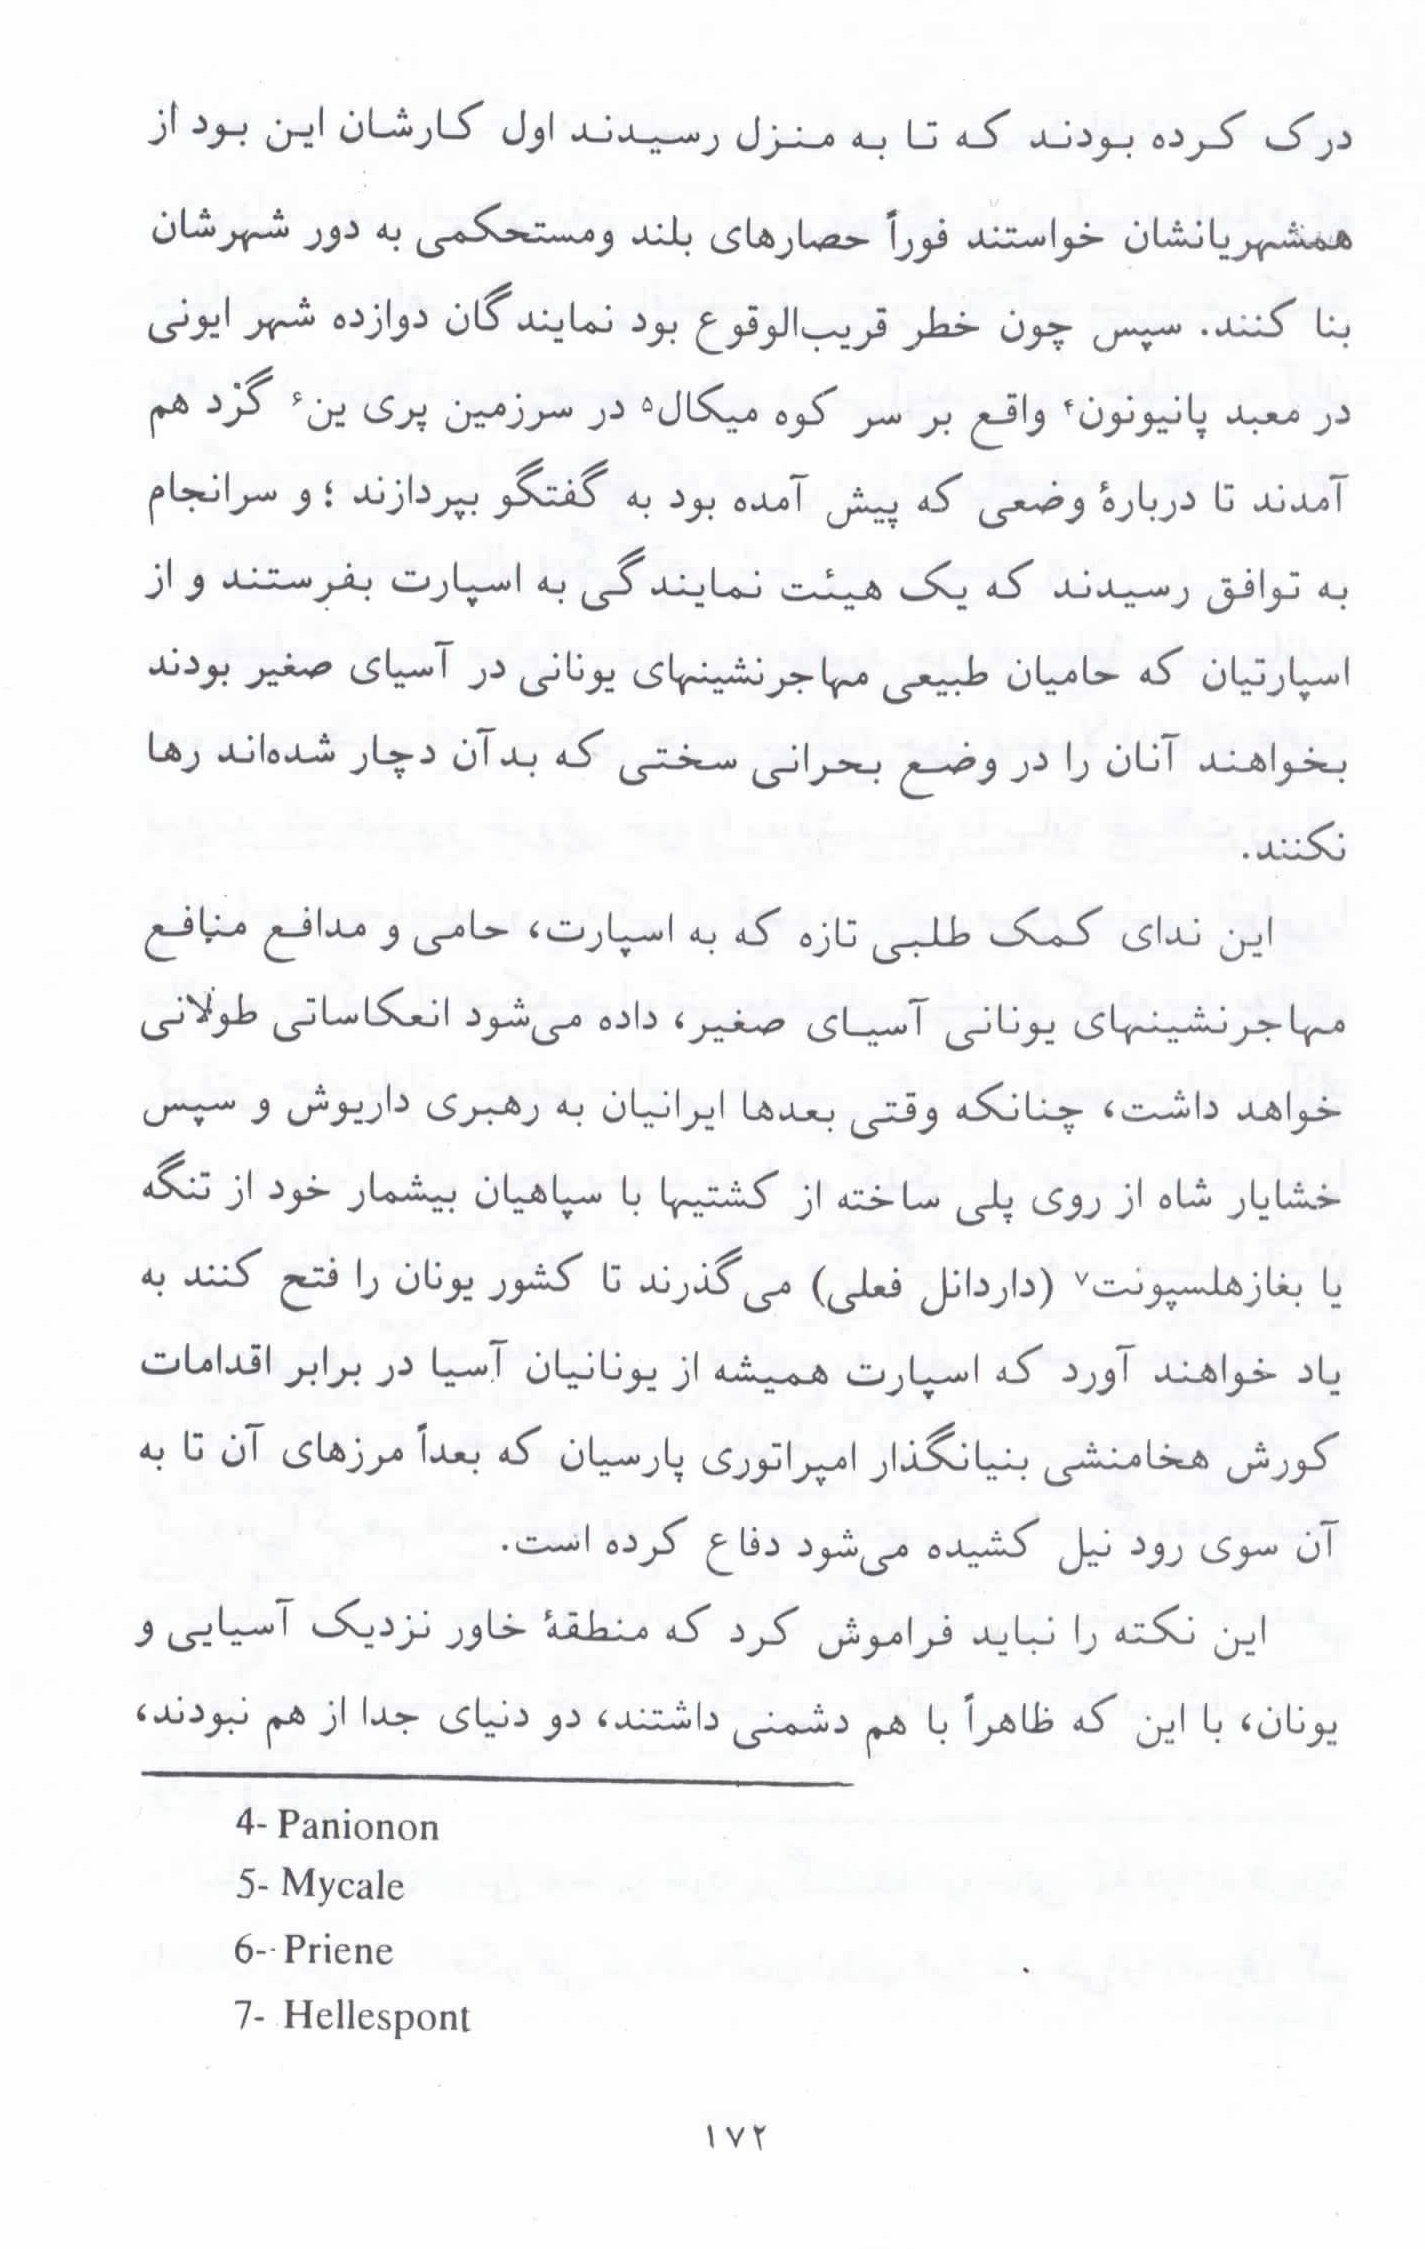 درک کرده بودند که تا به منزل رسیدند اول کارشان این بود از
همشهریانشان خواستند فوراً حصارهای بلند ومستحکمی به دور شهرشان
بنا کنند. سپس چون خطر قریب‌الوقوع بود نمایندگان دوازده شهر ایونی
در معبد پانیونون۴ واقع بر سر کوه میکال۵ در سرزمین پری ین۶ گرد هم
آمدند تا دربارهٔ وضعی که پیش آمده بود به گفتگو بپردازند؛ و سرانجام
به توافق رسیدند که یک هیئت نمایندگی به اسپارت بفرستند و از
اسپارتیان که حامیان طبیعی مهاجرنشینهای یونانی در آسیای صغیر بودند
بخواهند آنان را در وضع بحرانی سختی که بدآن دچار شده‌اند رها
نکنند.
این ندای کمک طلبی تازه که به اسپارت، حامی و مدافع منافع
مهاجرنشینهای یونانی آسیای صغیر، داده می‌شود انعکاساتی طولانی
خواهد داشت، چنانکه وقتی بعدها ایرانیان به رهبری داریوش و سپس
خشایار شاه از روی پلی ساخته از کشتیها با سپاهیان بیشمار خود از تنگه
یا بغازهلسپونت۷ (داردانل فعلی) می‌گذرند تا کشور یونان را فتح کنند به
یاد خواهند آورد که اسپارت همیشه از یونانیان آسیا در برابر اقدامات
کورش هخامنشی بنیانگذار امپراتوری پارسیان که بعداً مرزهای آن تا به
آن سوی رود نیل کشیده می‌شود دفاع کرده است.
این نکته را نباید فراموش کرد که منطقهٔ خاور نزدیک آسیایی و
یونان، با این که ظاهراً با هم دشمنی داشتند، دو دنیای جدا از هم نبودند،
4- Panionon
5- Mycale
6- Priene
7- Hellespont
۱۷۲